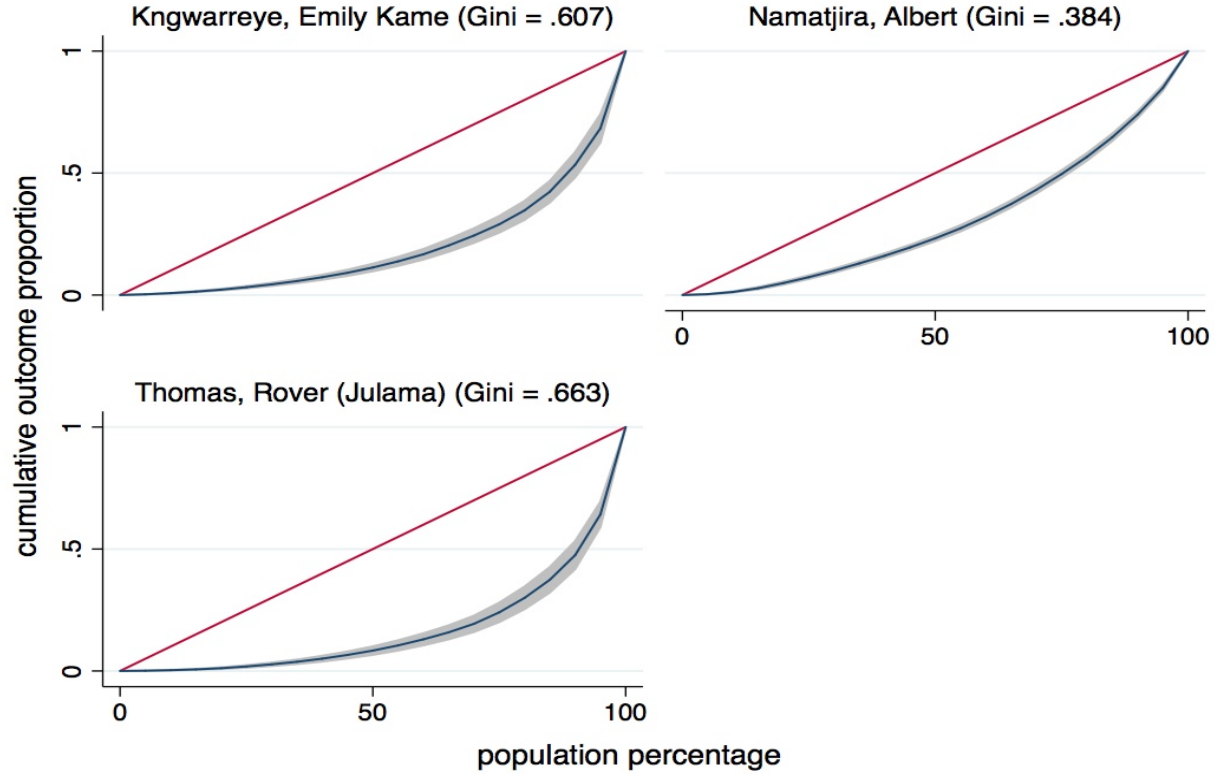 Kngwarreye, Emily Kame (Gini = .607)
Namatjira, Albert (Gini = .384)
1
.5
0
0
50
100
Thomas, Rover (Julama) (Gini = .663)
1
.5
0
0
50
100
cumulative outcome proportion
population percentage